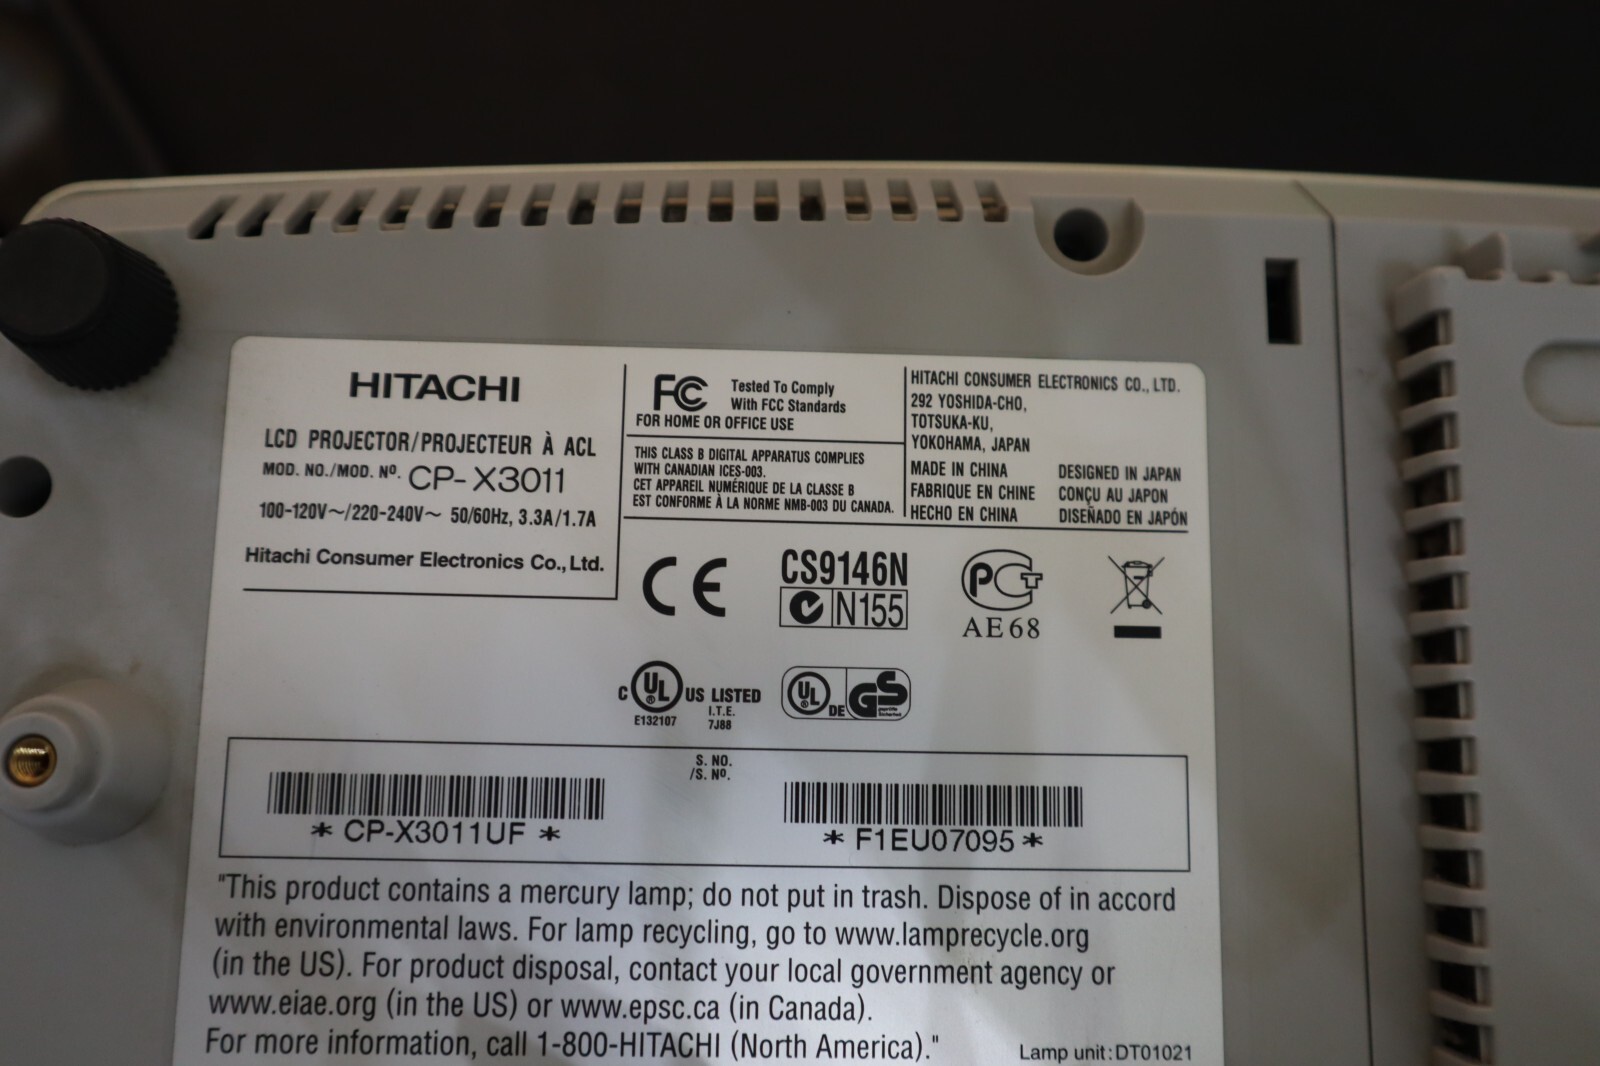 HITACHI
LCD PROJECTOR/PROJECTEUR À ACL
MOD. NO./MOD. Nº. CP-X3011
100-120V～/220-240V～ 50/60Hz, 3.3A/1.7A
Hitachi Consumer Electronics Co., Ltd.
FC Tested To Comply
With FCC Standards
FOR HOME OR OFFICE USE
THIS CLASS B DIGITAL APPARATUS COMPLIES
WITH CANADIAN ICES-003.
CET APPAREIL NUMÉRIQUE DE LA CLASSE B
EST CONFORME À LA NORME NMB-003 DU CANADA.
HITACHI CONSUMER ELECTRONICS CO., LTD.
292 YOSHIDA-CHO,
TOTSUKA-KU,
YOKOHAMA, JAPAN
MADE IN CHINA DESIGNED IN JAPAN
FABRIQUE EN CHINE CONÇU AU JAPON
HECHO EN CHINA DISEÑADO EN JAPÓN
CE
CS9146N
N155
PCT
AE68
C UL ® US LISTED
I.T.E.
E132107 7J88
UL ® DE GS
geprüfte
Sicherheit
S. NO.
/S. Nº.
* CP-X3011UF * * F1EU07095 *
"This product contains a mercury lamp; do not put in trash. Dispose of in accord
with environmental laws. For lamp recycling, go to www.lamprecycle.org
(in the US). For product disposal, contact your local government agency or
www.eiae.org (in the US) or www.epsc.ca (in Canada).
For more information, call 1-800-HITACHI (North America)."
Lamp unit:DT01021